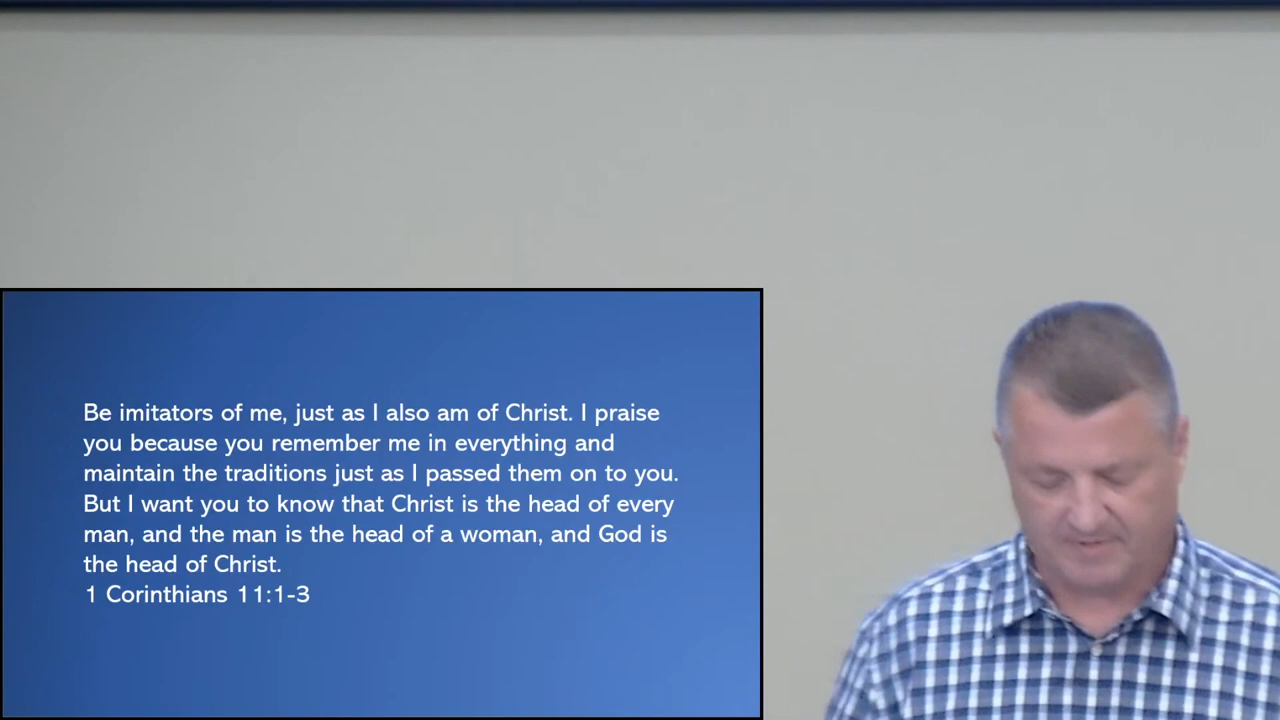 Be imitators of me, just as I also am of Christ. I praise
you because you remember me in everything and
maintain the traditions just as I passed them on to you.
But I want you to know that Christ is the head of every
man, and the man is the head of a woman, and God is
the head of Christ.
1 Corinthians 11:1-3